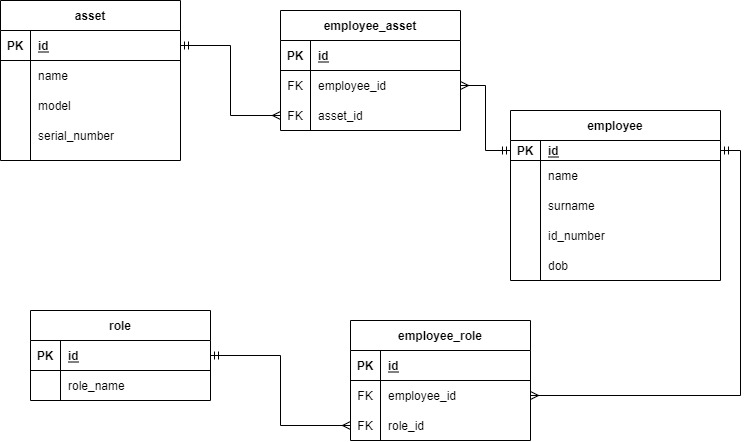 asset
PK id
name
model
serial_number
employee_asset
PK id
FK employee_id
FK asset_id
employee
PK id
name
surname
id_number
dob
role
PK id
role_name
employee_role
PK id
FK employee_id
FK role_id